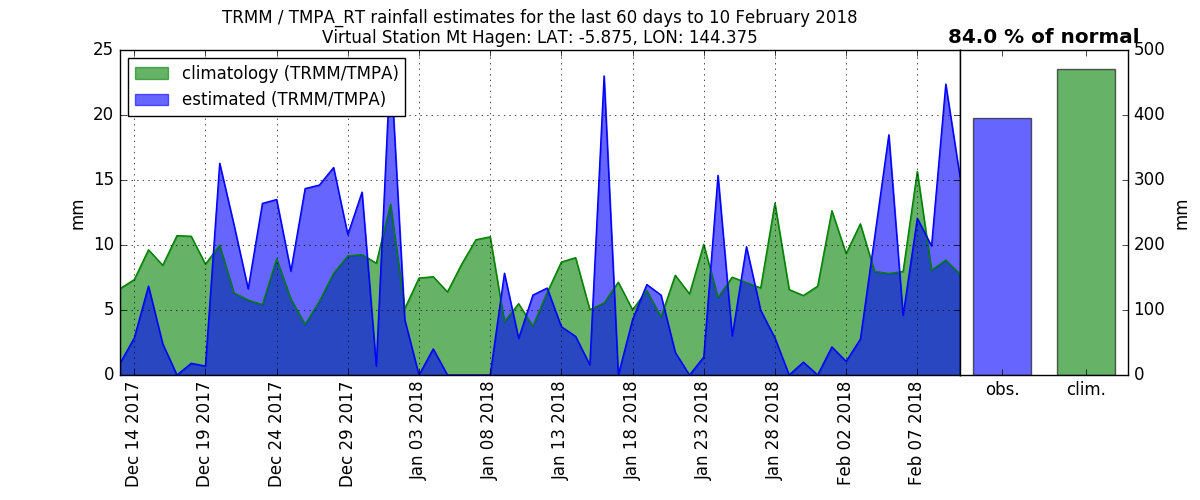 TRMM / TMPA_RT rainfall estimates for the last 60 days to 10 February 2018
Virtual Station Mt Hagen: LAT: -5.875, LON: 144.375
84.0 % of normal
climatology (TRMM/TMPA)
estimated (TRMM/TMPA)
mm
25
20
15
10
5
0
Dec 14 2017
Dec 19 2017
Dec 24 2017
Dec 29 2017
Jan 03 2018
Jan 08 2018
Jan 13 2018
Jan 18 2018
Jan 23 2018
Jan 28 2018
Feb 02 2018
Feb 07 2018
obs.
clim.
500
400
300
200
100
0
mm